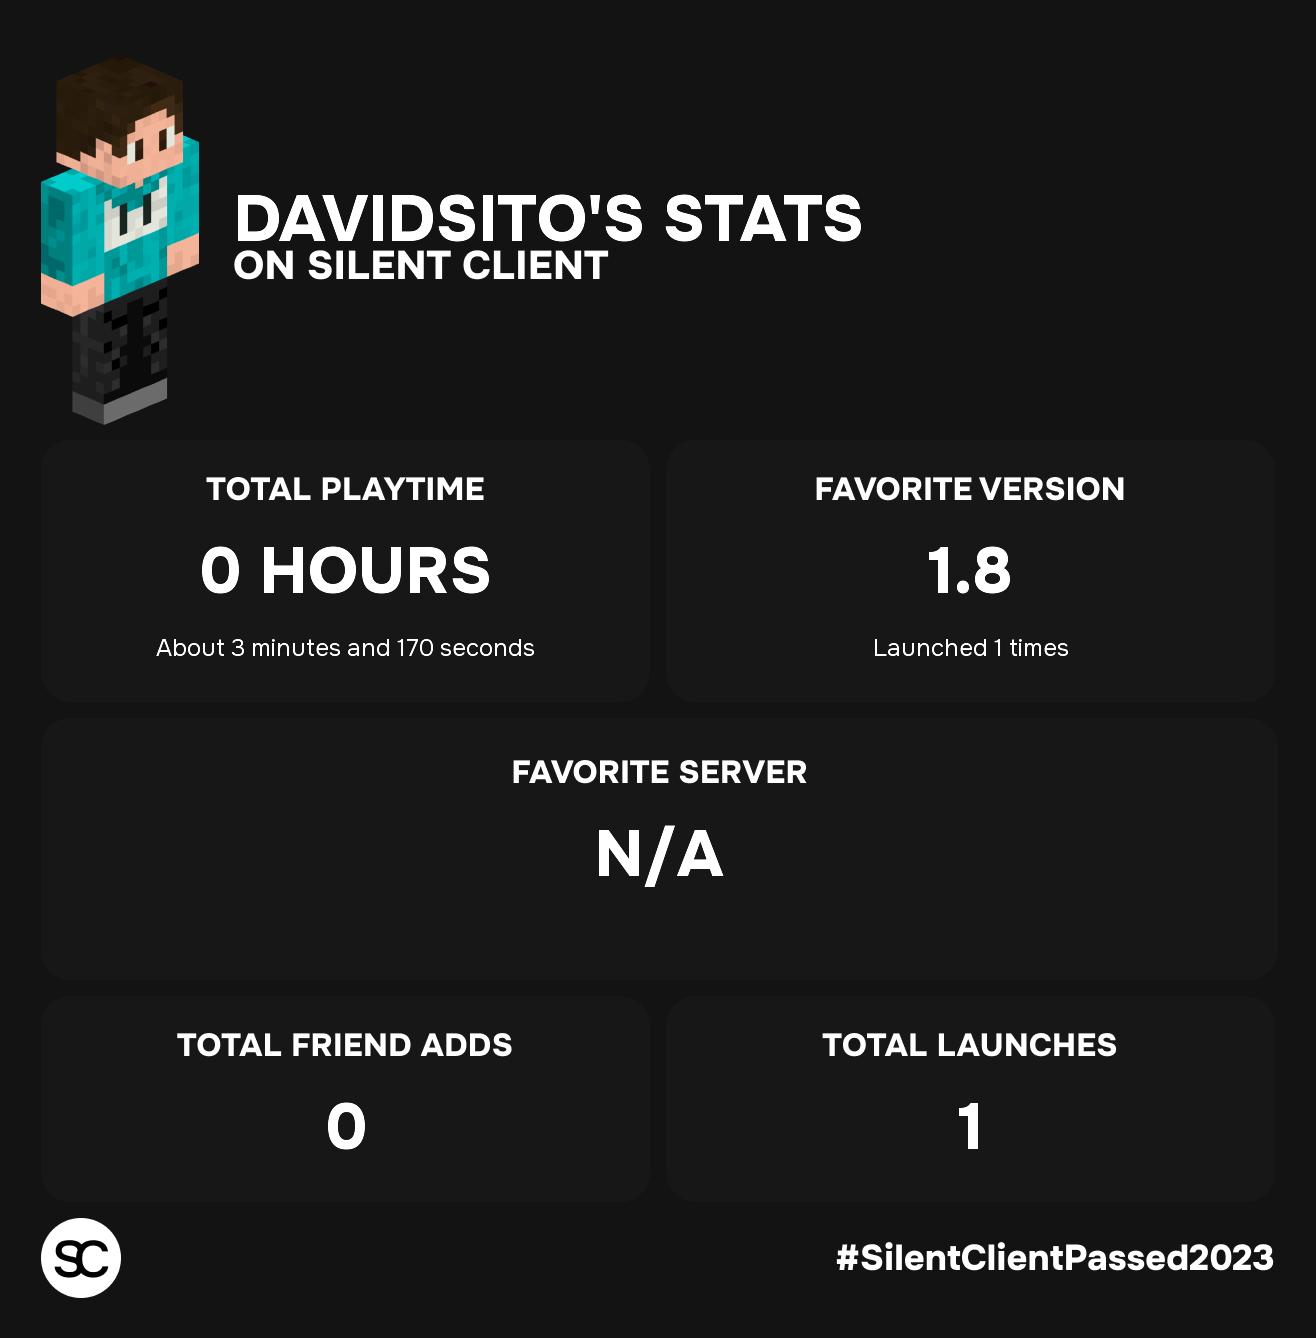 DAVIDSITO'S STATS
ON SILENT CLIENT
TOTAL PLAYTIME
0 HOURS
About 3 minutes and 170 seconds
FAVORITE VERSION
1.8
Launched 1 times
FAVORITE SERVER
N/A
TOTAL FRIEND ADDS
0
TOTAL LAUNCHES
1
SC
#SilentClientPassed2023